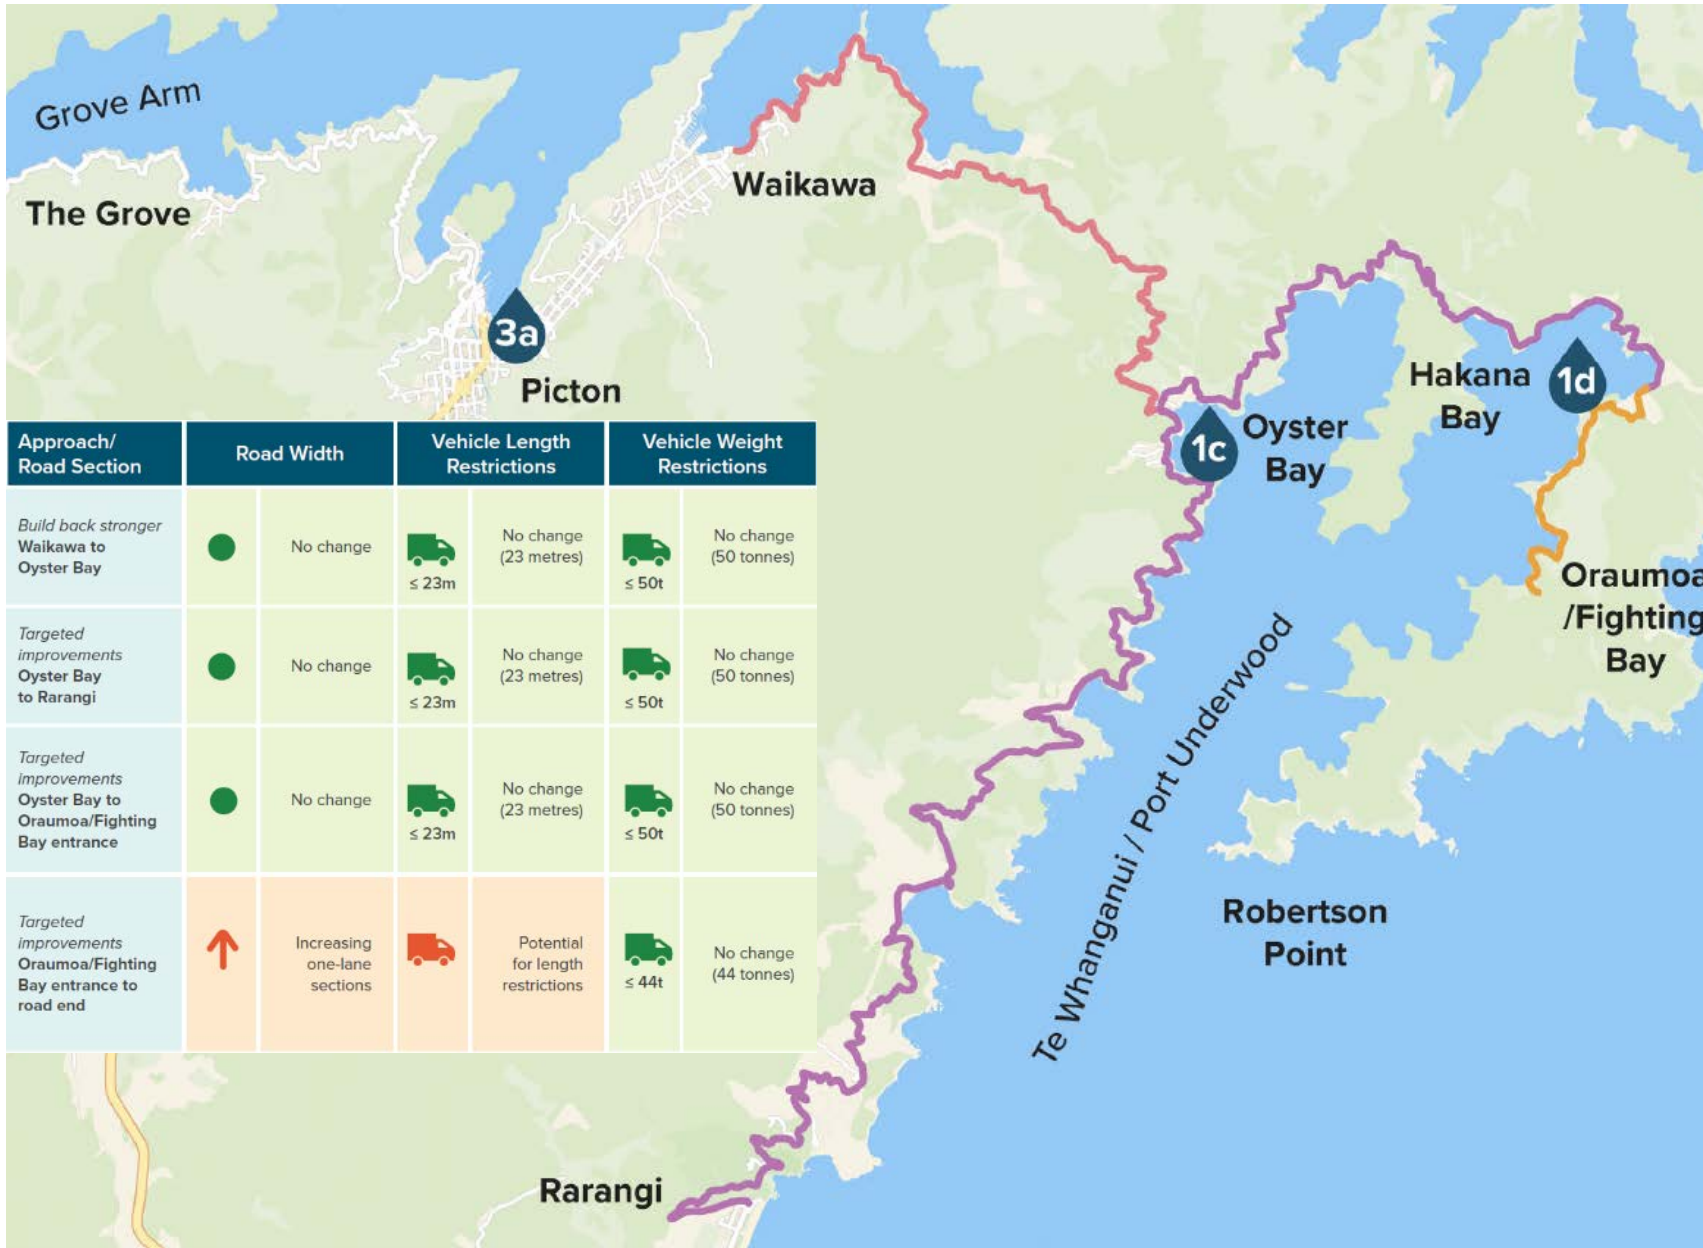 Grove Arm
The Grove
Waikawa
3a
Picton
Hakana
Bay
1d
1c
Oyster
Bay
Oraumoa
/Fighting
Bay
Te Whanganui / Port Underwood
Robertson
Point
Rarangi
Approach/
Road Section
Road Width
Vehicle Length
Restrictions
Vehicle Weight
Restrictions
Build back stronger
Waikawa to
Oyster Bay
No change
≤ 23m
No change
(23 metres)
≤ 50t
No change
(50 tonnes)
Targeted
improvements
Oyster Bay
to Rarangi
No change
≤ 23m
No change
(23 metres)
≤ 50t
No change
(50 tonnes)
Targeted
improvements
Oyster Bay to
Oraumoa/Fighting
Bay entrance
No change
≤ 23m
No change
(23 metres)
≤ 50t
No change
(50 tonnes)
Targeted
improvements
Oraumoa/Fighting
Bay entrance to
road end
Increasing
one-lane
sections
Potential
for length
restrictions
≤ 44t
No change
(44 tonnes)